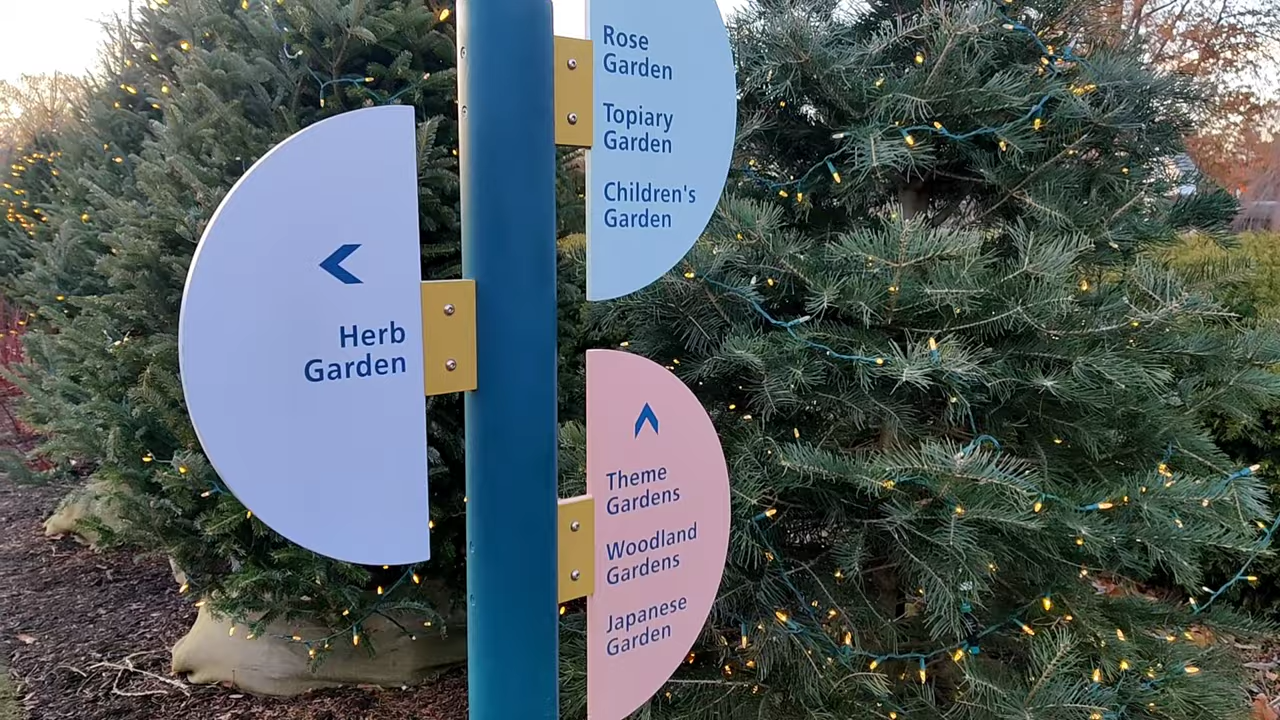 Rose
Garden
Topiary
Garden
Children's
Garden
Herb
Garden
Theme
Gardens
Woodland
Gardens
Japanese
Garden